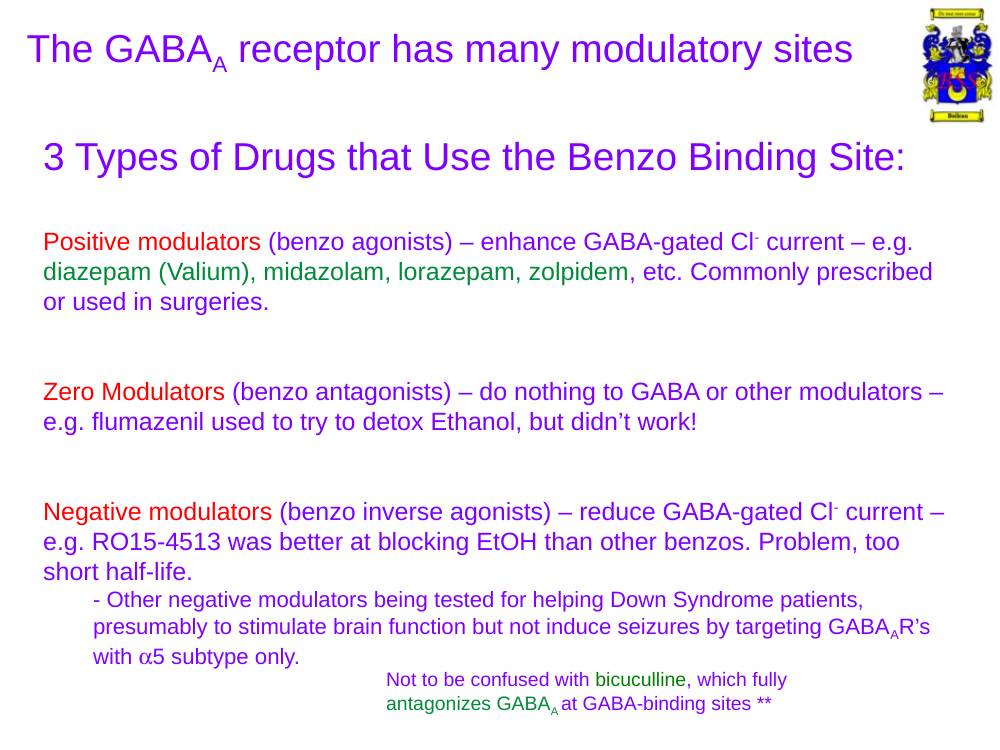 The GABAA receptor has many modulatory sites
3 Types of Drugs that Use the Benzo Binding Site:
Positive modulators (benzo agonists) – enhance GABA-gated Cl- current – e.g.
diazepam (Valium), midazolam, lorazepam, zolpidem, etc. Commonly prescribed
or used in surgeries.
Zero Modulators (benzo antagonists) – do nothing to GABA or other modulators –
e.g. flumazenil used to try to detox Ethanol, but didn’t work!
Negative modulators (benzo inverse agonists) – reduce GABA-gated Cl- current –
e.g. RO15-4513 was better at blocking EtOH than other benzos. Problem, too
short half-life.
- Other negative modulators being tested for helping Down Syndrome patients,
presumably to stimulate brain function but not induce seizures by targeting GABAAR’s
with α5 subtype only.
Not to be confused with bicuculline, which fully
antagonizes GABAA at GABA-binding sites **